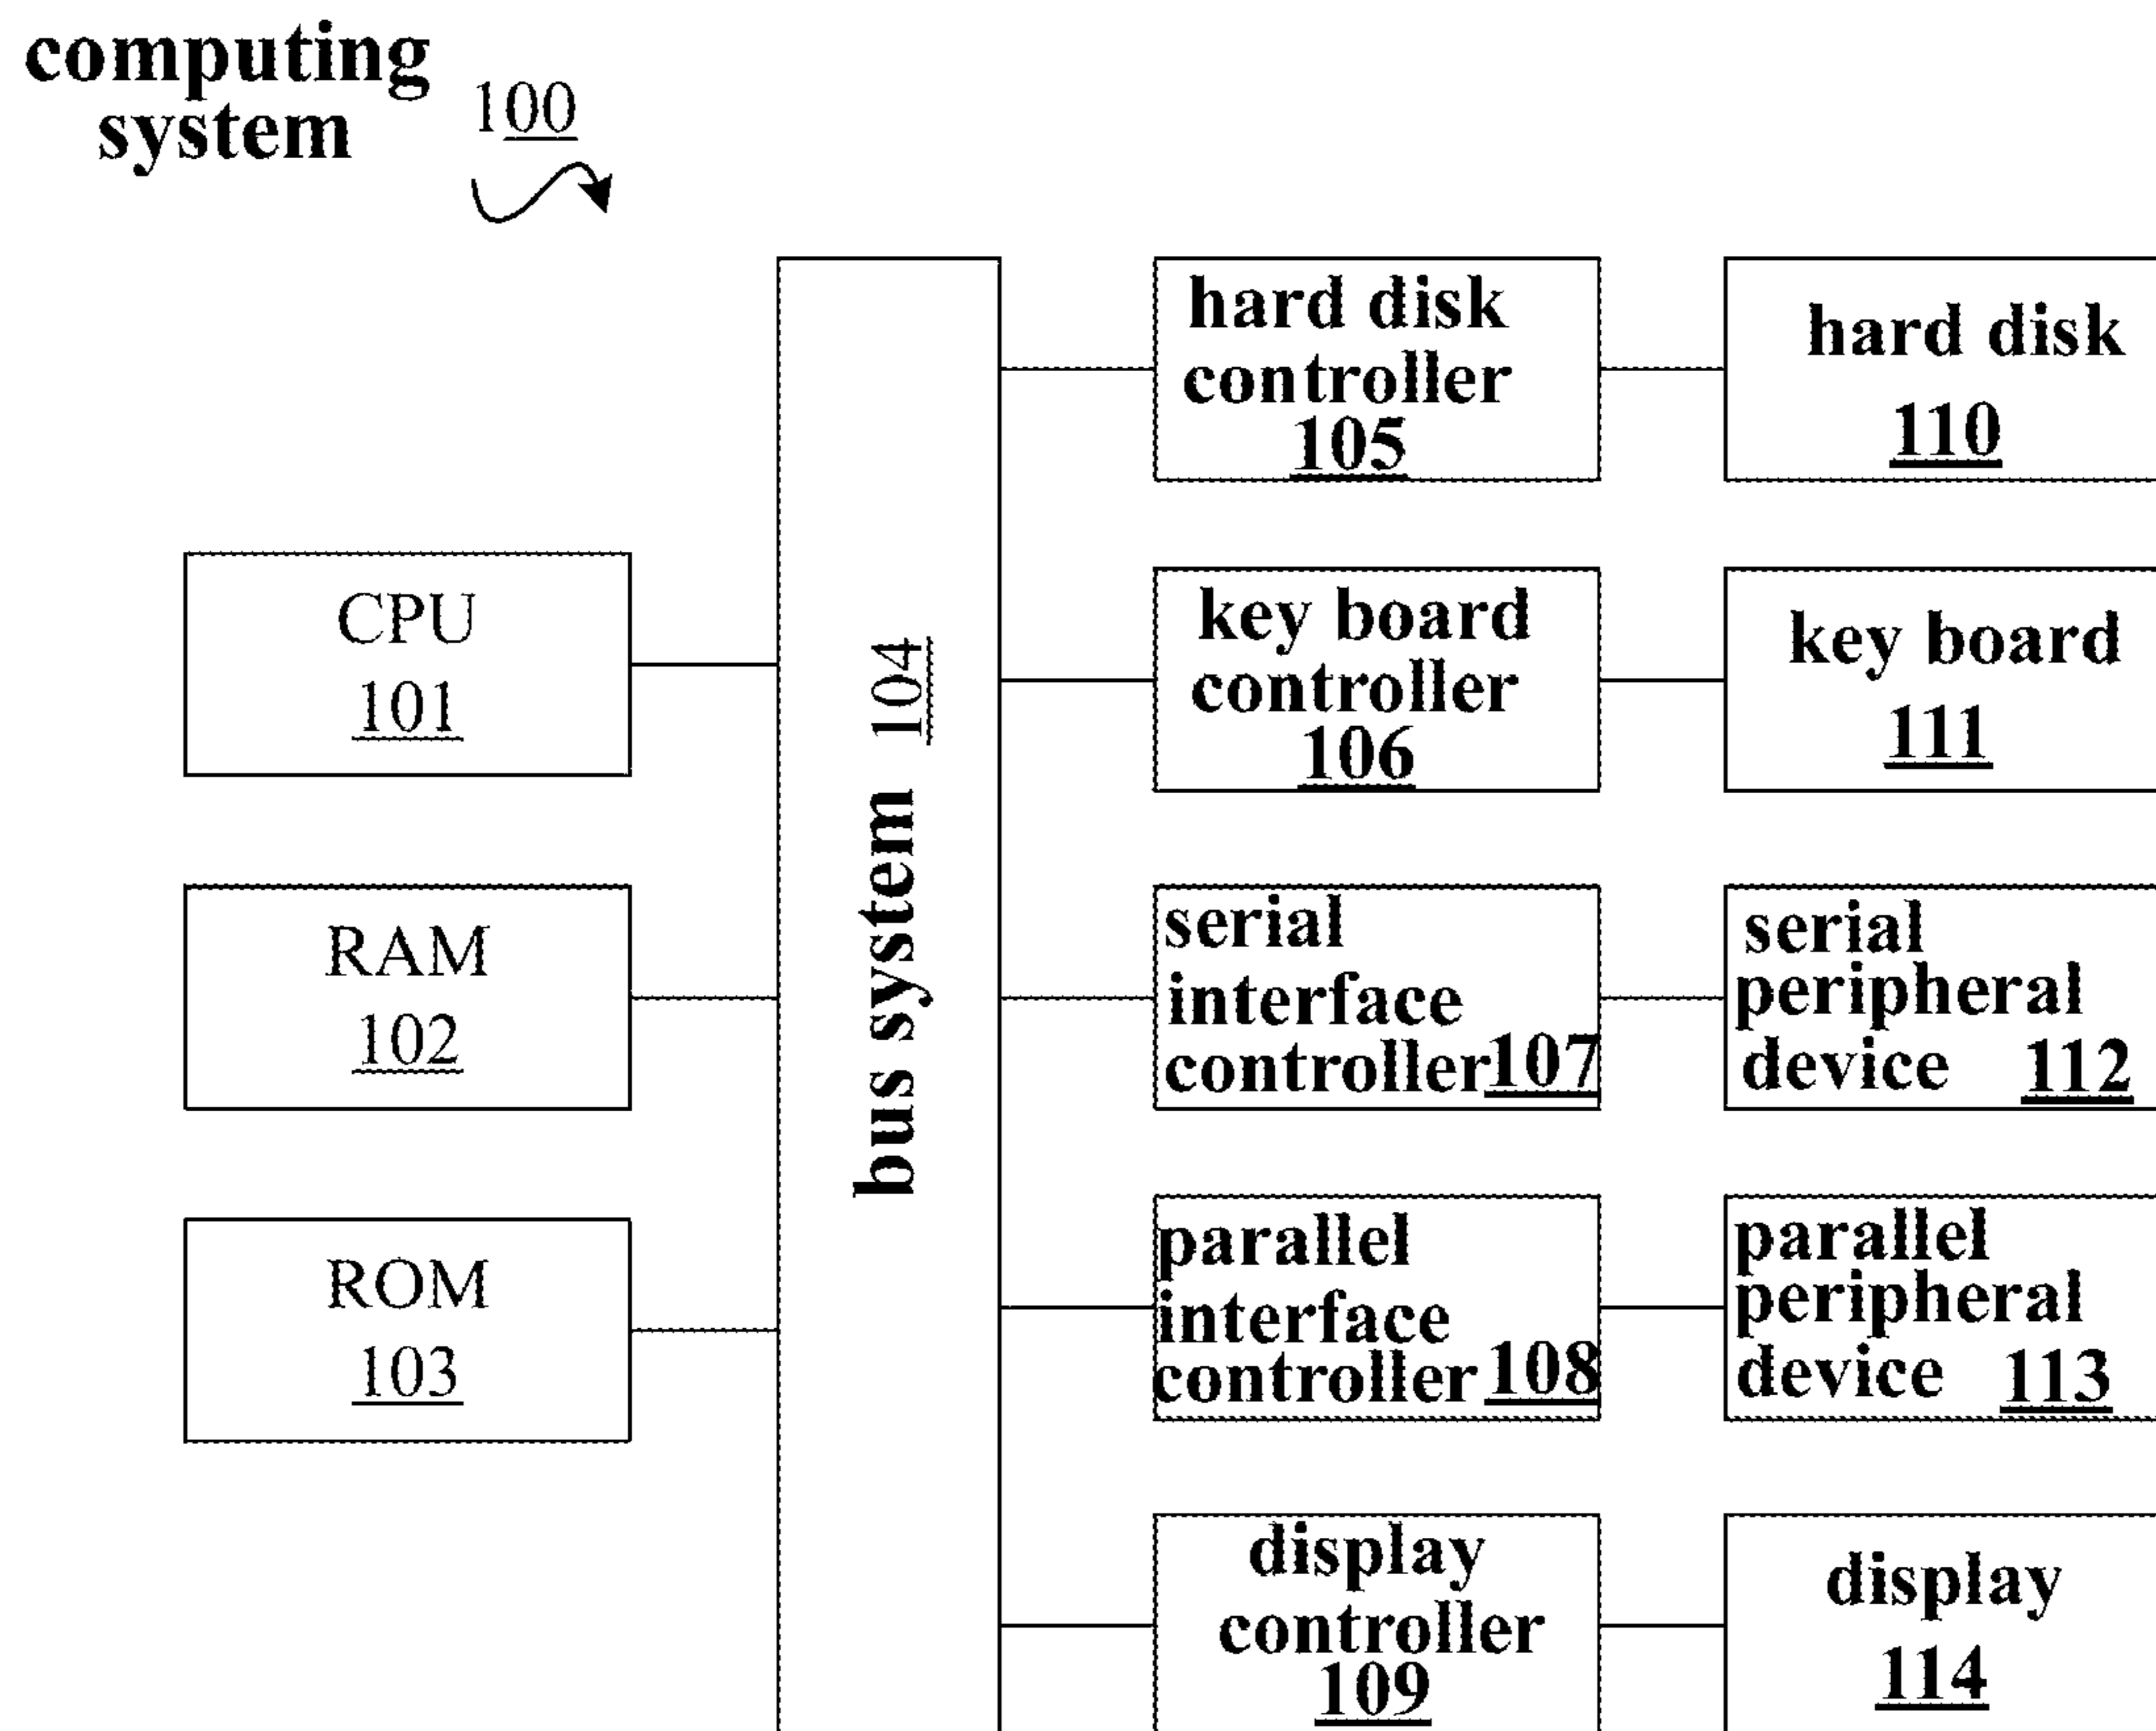 computing
system
100
hard disk
controller
105
hard disk
110
CPU
101
key board
controller
106
key board
111
bus system 104
RAM
102
serial
interface
controller107
serial
peripheral
device 112
ROM
103
parallel
interface
controller 108
parallel
peripheral
device 113
display
controller
109
display
114